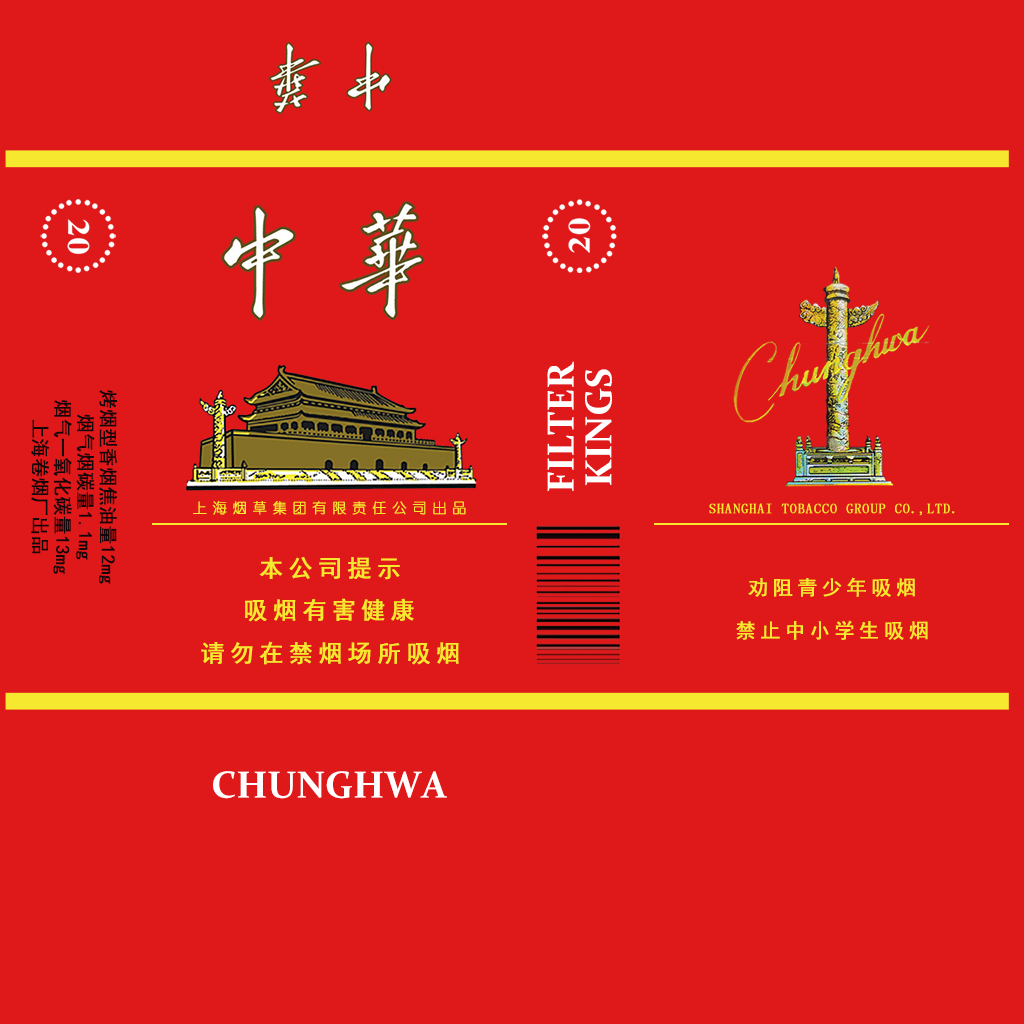 中華
20
烤烟型香烟焦油量12mg
烟气烟碳量1.1mg
烟气一氧化碳量13mg
上海卷烟厂出品
中華
上海烟草集团有限责任公司出品
本公司提示
吸烟有害健康
请勿在禁烟场所吸烟
20
FILTER
KINGS
Chunghwa
SHANGHAI TOBACCO GROUP CO.,LTD.
劝阻青少年吸烟
禁止中小学生吸烟
CHUNGHWA